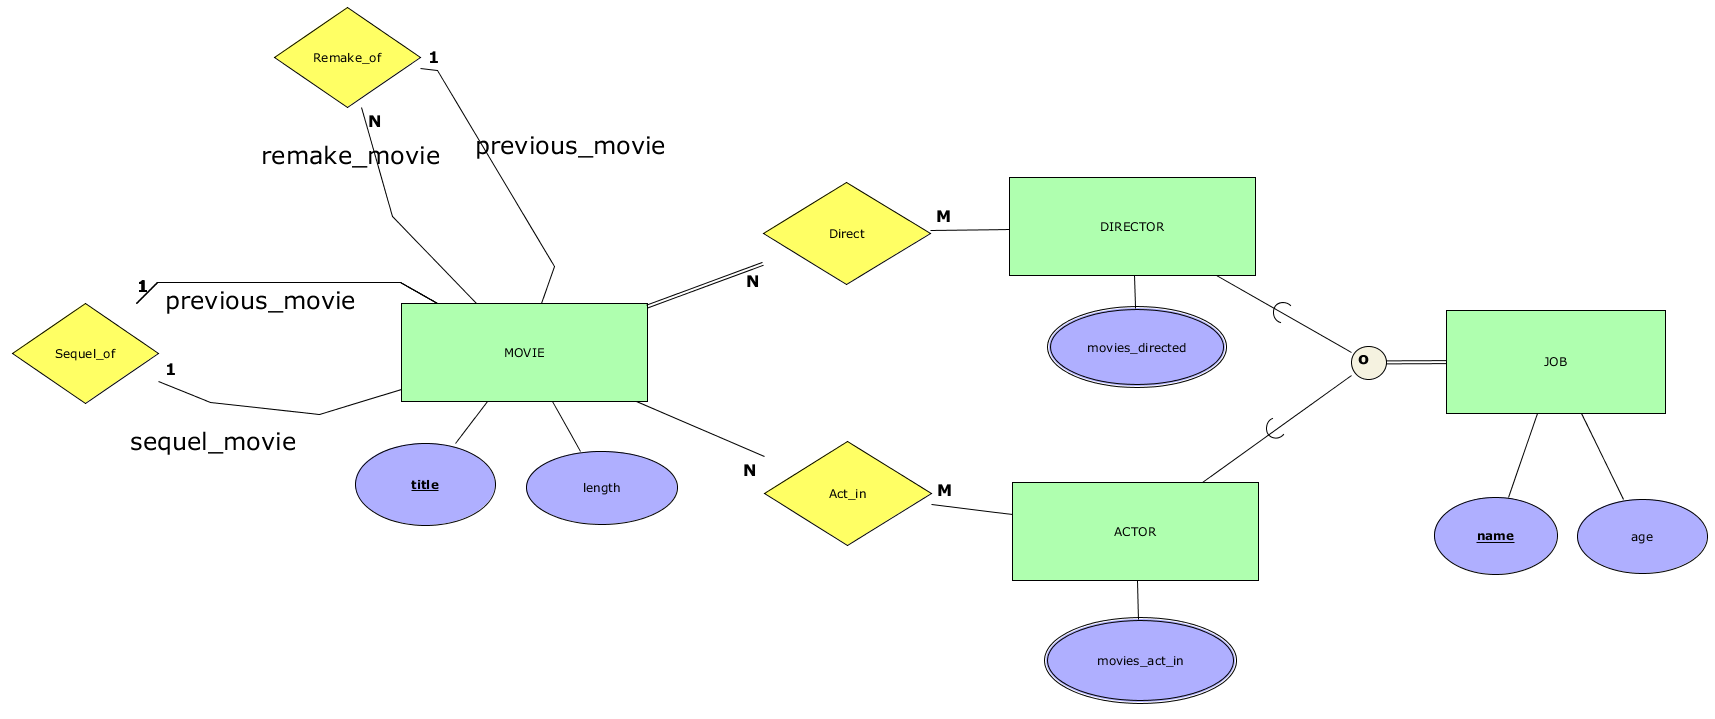 Remake_of
1
N
remake_movie
previous_movie
Direct
M
N
DIRECTOR
movies_directed
1
previous_movie
Sequel_of
1
sequel_movie
MOVIE
title
length
N
Act_in
M
ACTOR
movies_act_in
O
JOB
name
age